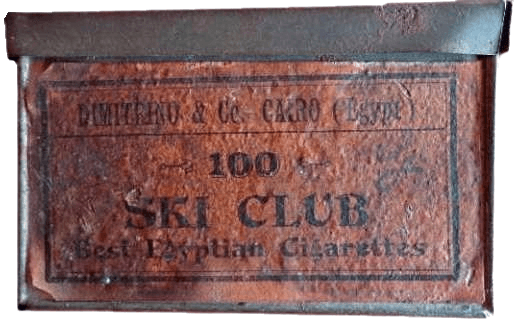 DIMITRINO & Co. CAIRO (Egypt)
100
SKI CLUB
Best Egyptian Cigarettes